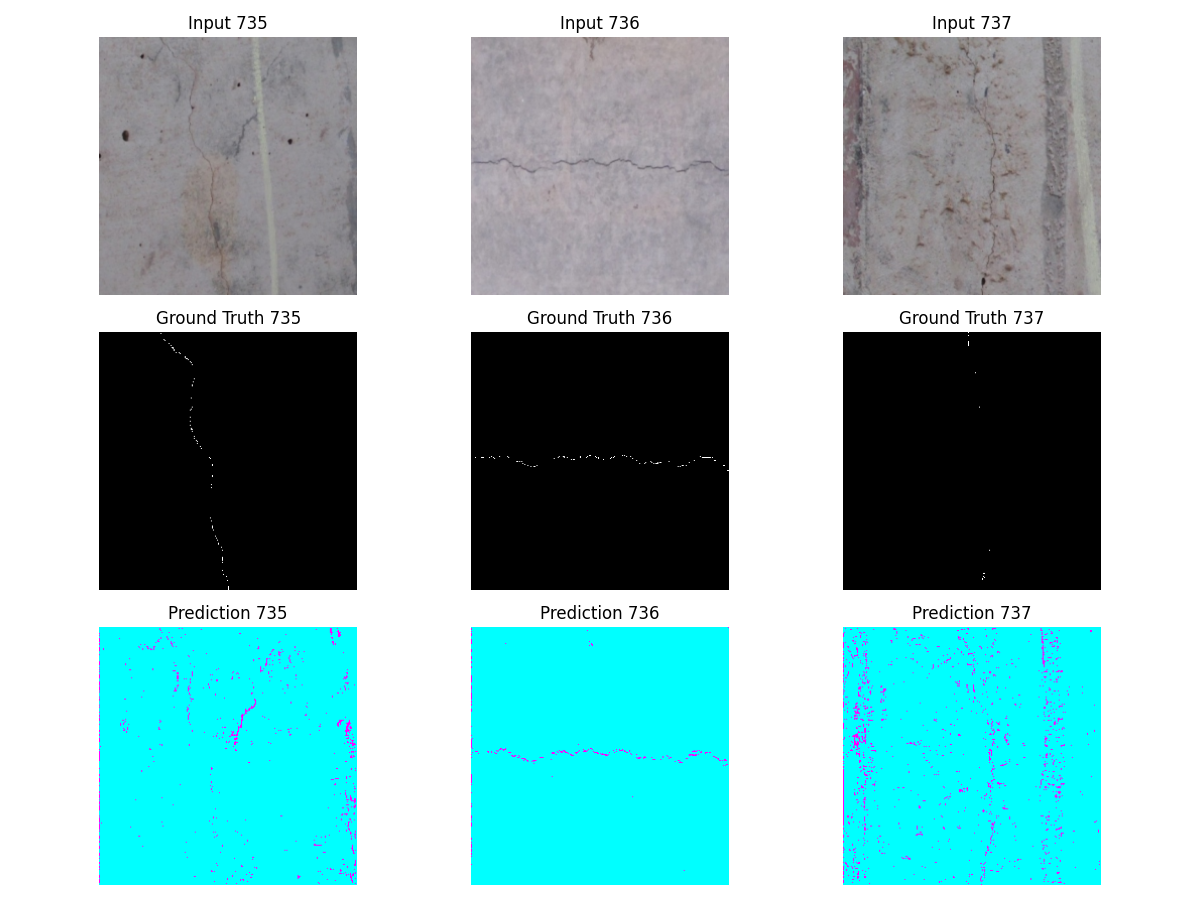 Input 735
Input 736
Input 737
Ground Truth 735
Ground Truth 736
Ground Truth 737
Prediction 735
Prediction 736
Prediction 737